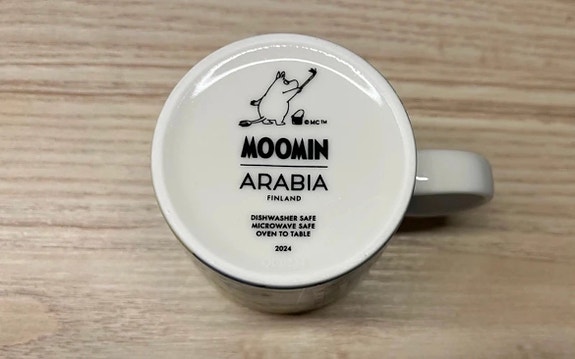 © MC™
MOOMIN
ARABIA
FINLAND
DISHWASHER SAFE
MICROWAVE SAFE
OVEN TO TABLE
2024